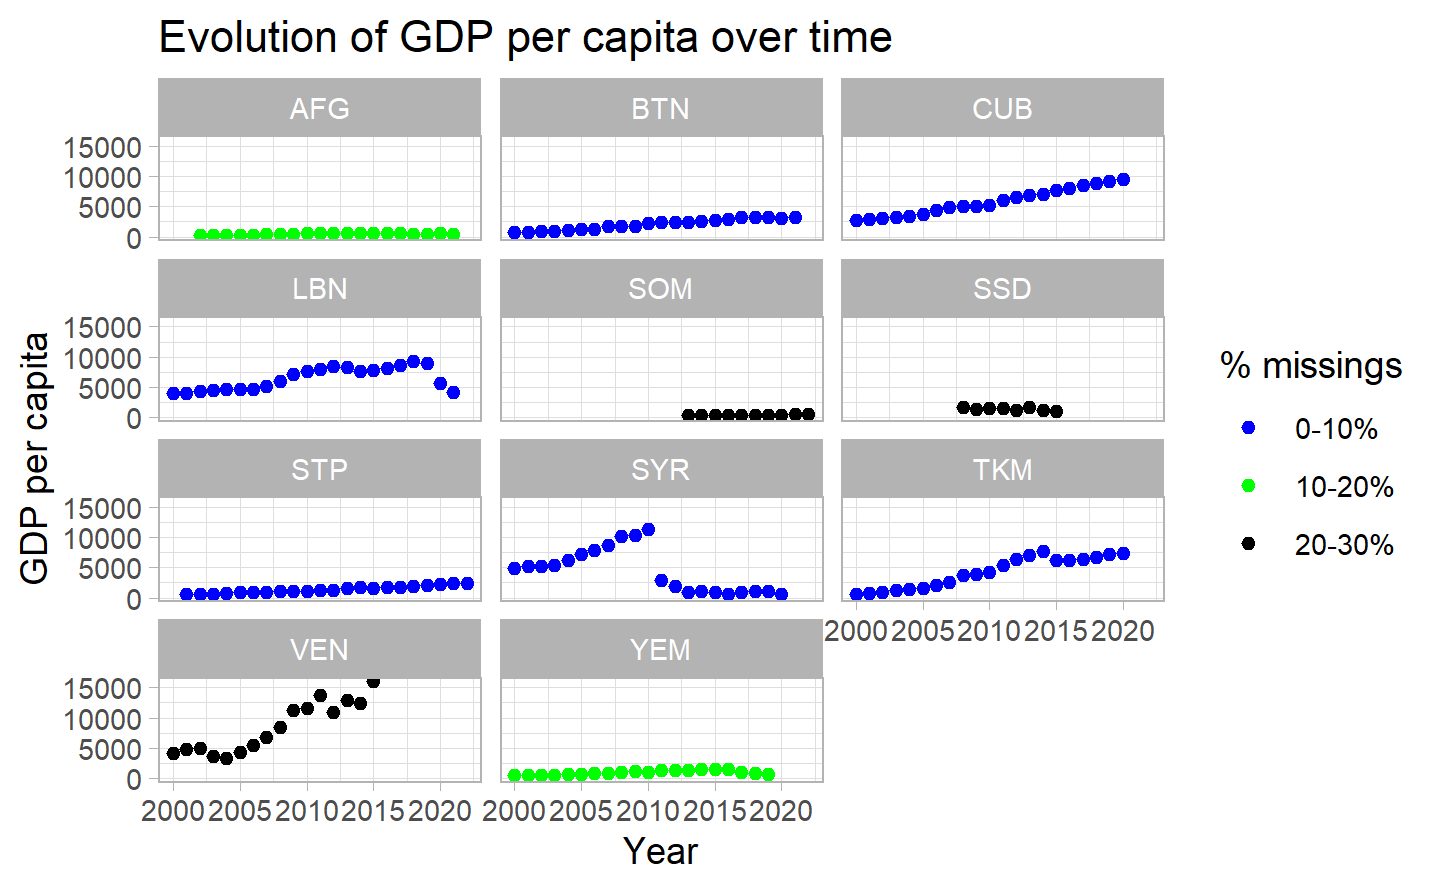 Evolution of GDP per capita over time
AFG BTN CUB
15000
10000
5000
0
LBN SOM SSD
15000
10000
5000
0
STP SYR TKM
15000
10000
5000
0
2000 2005 2010 2015 2020
VEN YEM
15000
10000
5000
0
2000 2005 2010 2015 2020 2000 2005 2010 2015 2020
Year
GDP per capita
% missings
0-10%
10-20%
20-30%